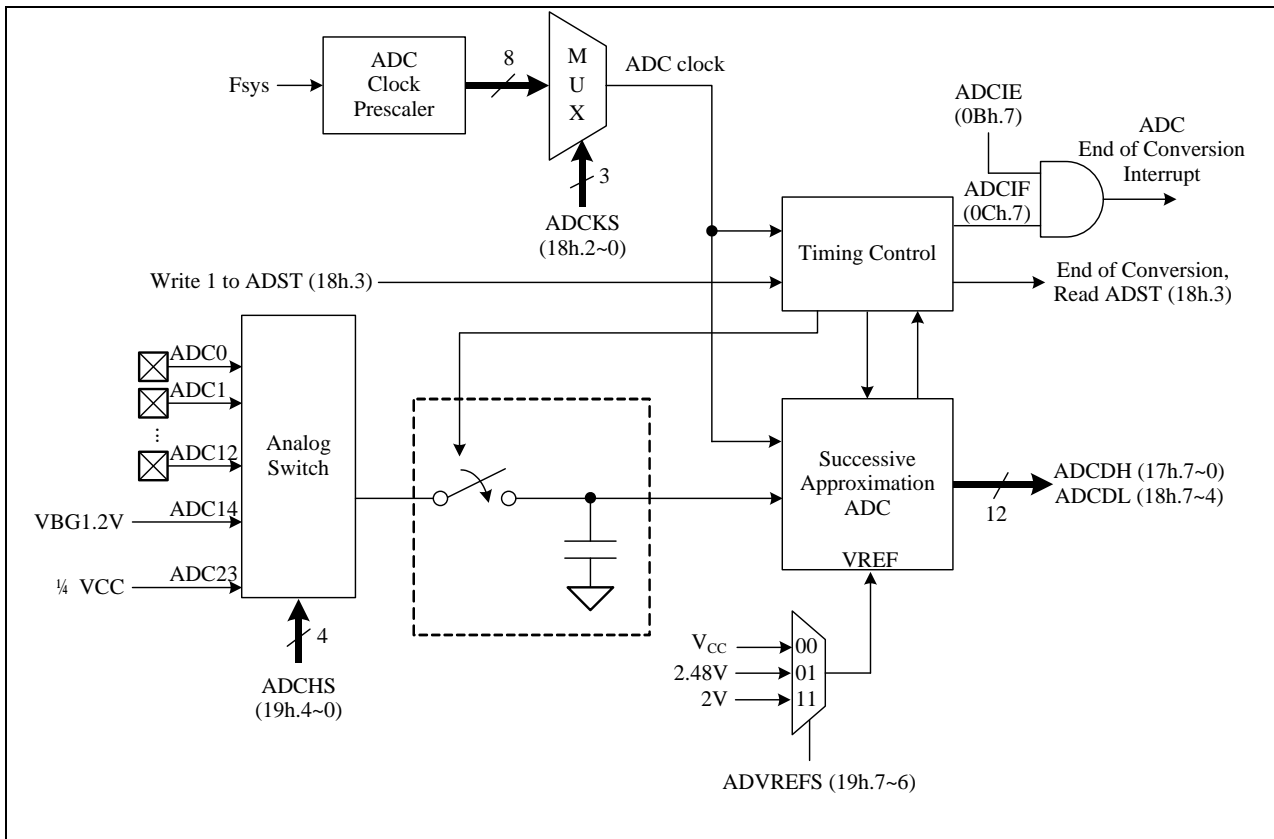 ADC
Clock
Prescaler
Fsys
8
M
U
X
ADC clock
3
ADCKS
(18h.2~0)
ADCIE
(0Bh.7)
ADC
End of Conversion
Interrupt
ADCIF
(0Ch.7)
Timing Control
Write 1 to ADST (18h.3)
End of Conversion,
Read ADST (18h.3)
ADC0
ADC1
...
ADC12
VBG1.2V
ADC14
¼ VCC
ADC23
Analog
Switch
4
ADCHS
(19h.4~0)
Successive
Approximation
ADC
VREF
12
ADCDH (17h.7~0)
ADCDL (18h.7~4)
VCC
00
2.48V
01
2V
11
ADVREFS (19h.7~6)